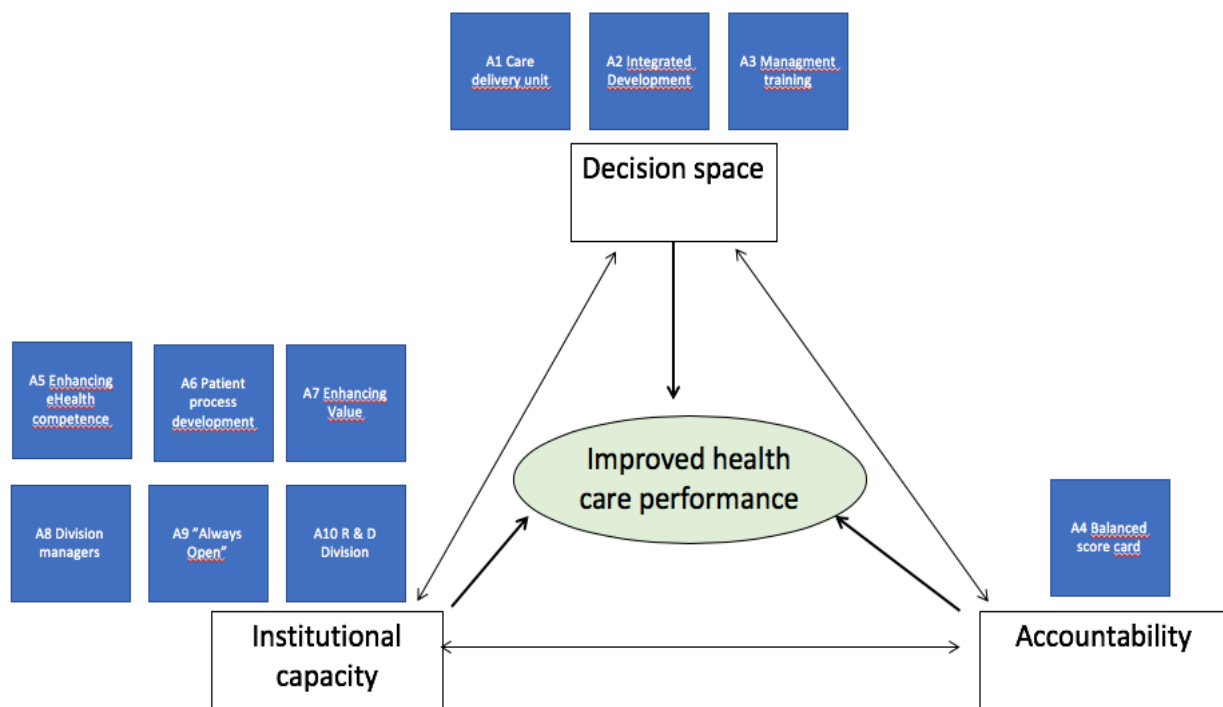 A1 Care
delivery unit
A2 Integrated
Development
A3 Managment
training
Decision space
A5 Enhancing
eHealth
competence
A6 Patient
process
development
A7 Enhancing
Value
Improved health
care performance
A8 Division
managers
A9 ”Always
Open”
A10 R & D
Division
A4 Balanced
score card
Institutional
capacity
Accountability